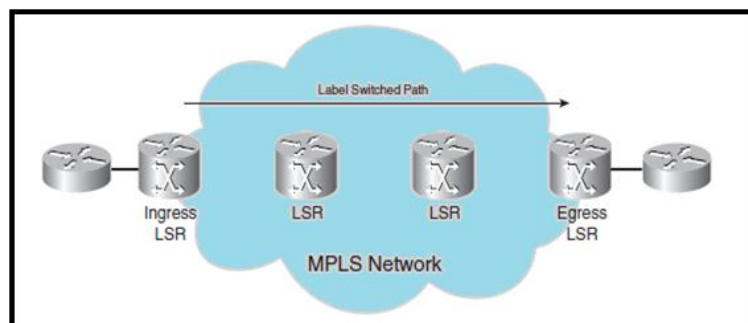 Label Switched Path
Ingress
LSR
LSR
LSR
Egress
LSR
MPLS Network